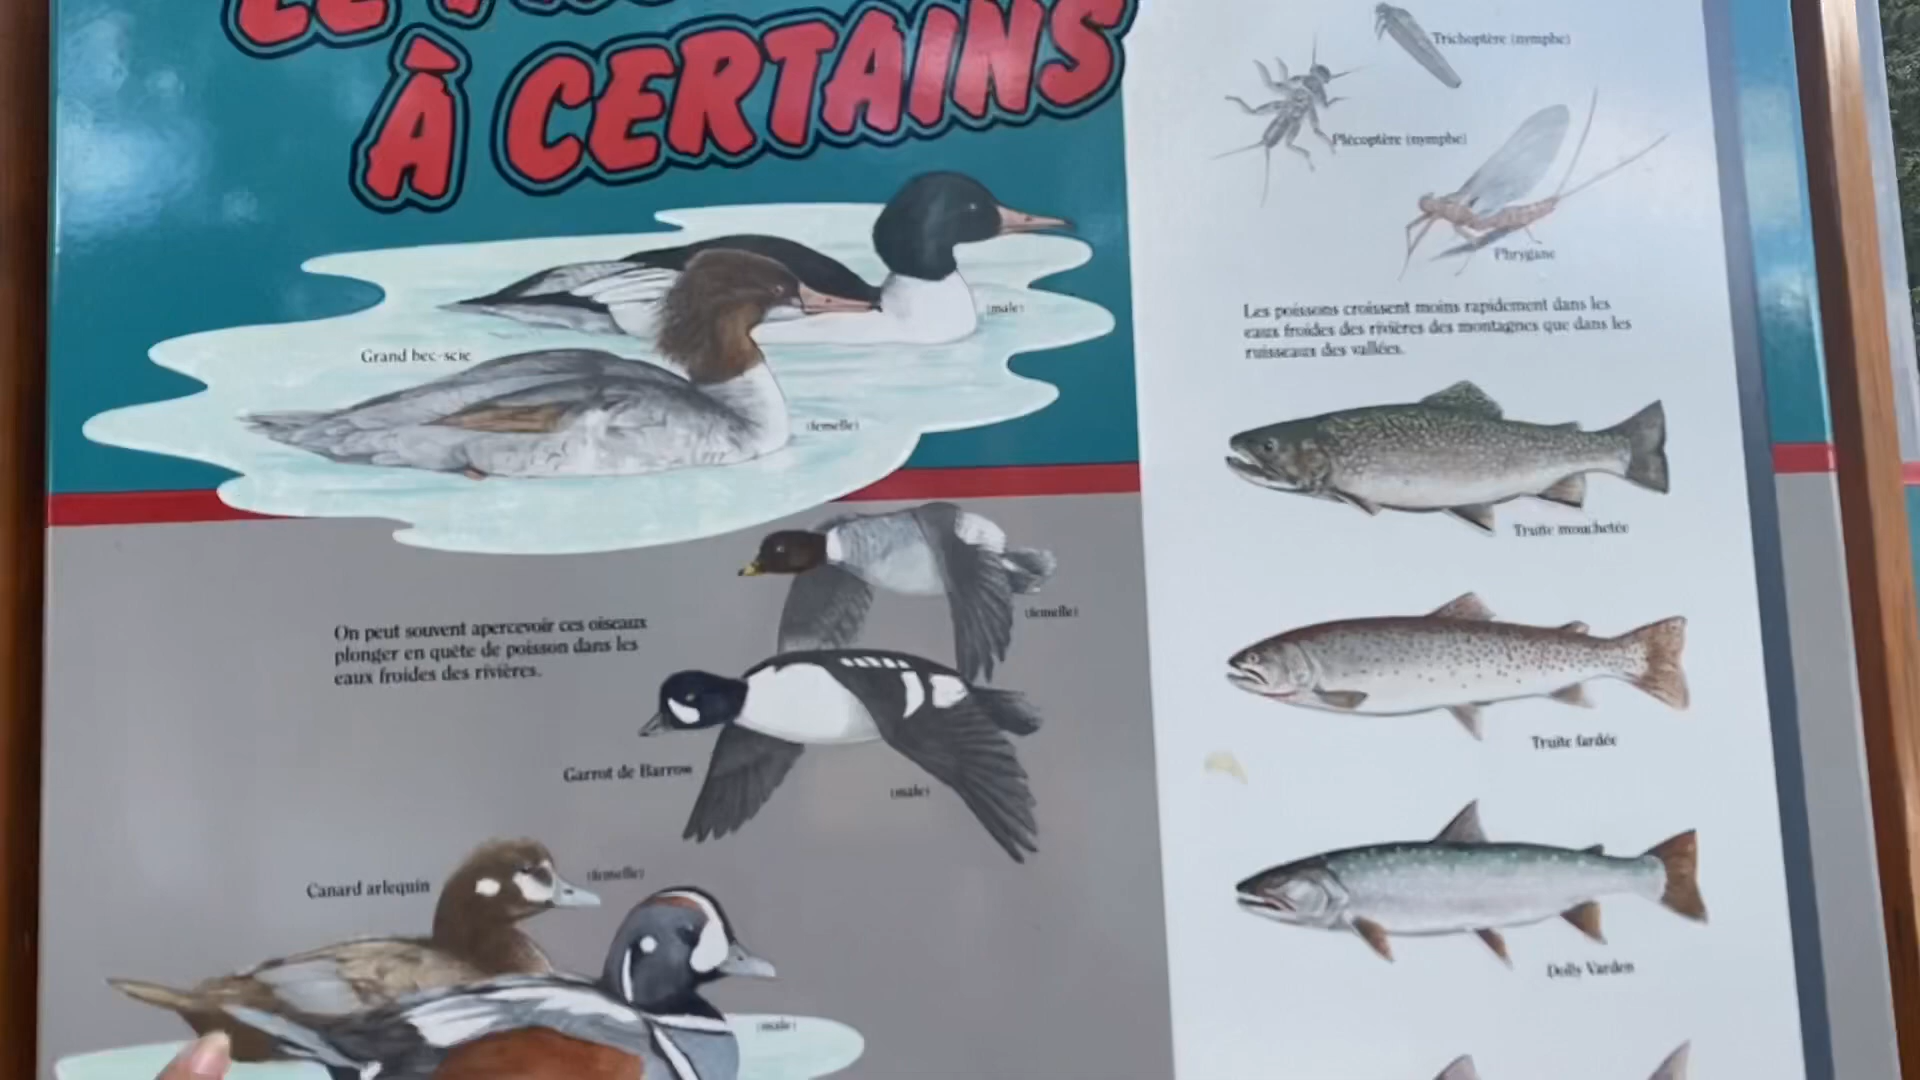 À CERTAINS
Grand bec-scie
(male)
(femelle)
On peut souvent apercevoir ces oiseaux
plonger en quête de poisson dans les
eaux froides des rivières.
(femelle)
Garrot de Barrow
(male)
Canard arlequin
(femelle)
(male)
Trichoptère (nymphe)
Plécoptère (nymphe)
Phrygane
Les poissons croissent moins rapidement dans les
eaux froides des rivières des montagnes que dans les
ruisseaux des vallées.
Truite mouchetée
Truite fardée
Dolly Varden